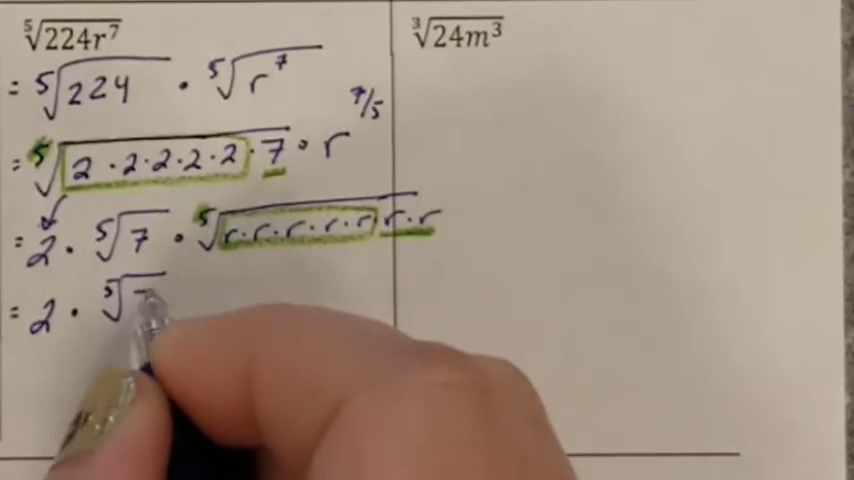 ⁵√224r⁷
= ⁵√224 · ⁵√r⁷
= ⁵√2·2·2·2·2·7 · r^7/5
= 2 · ⁵√7 · ⁵√r·r·r·r·r·r·r
= 2 · ⁵√
³√24m³